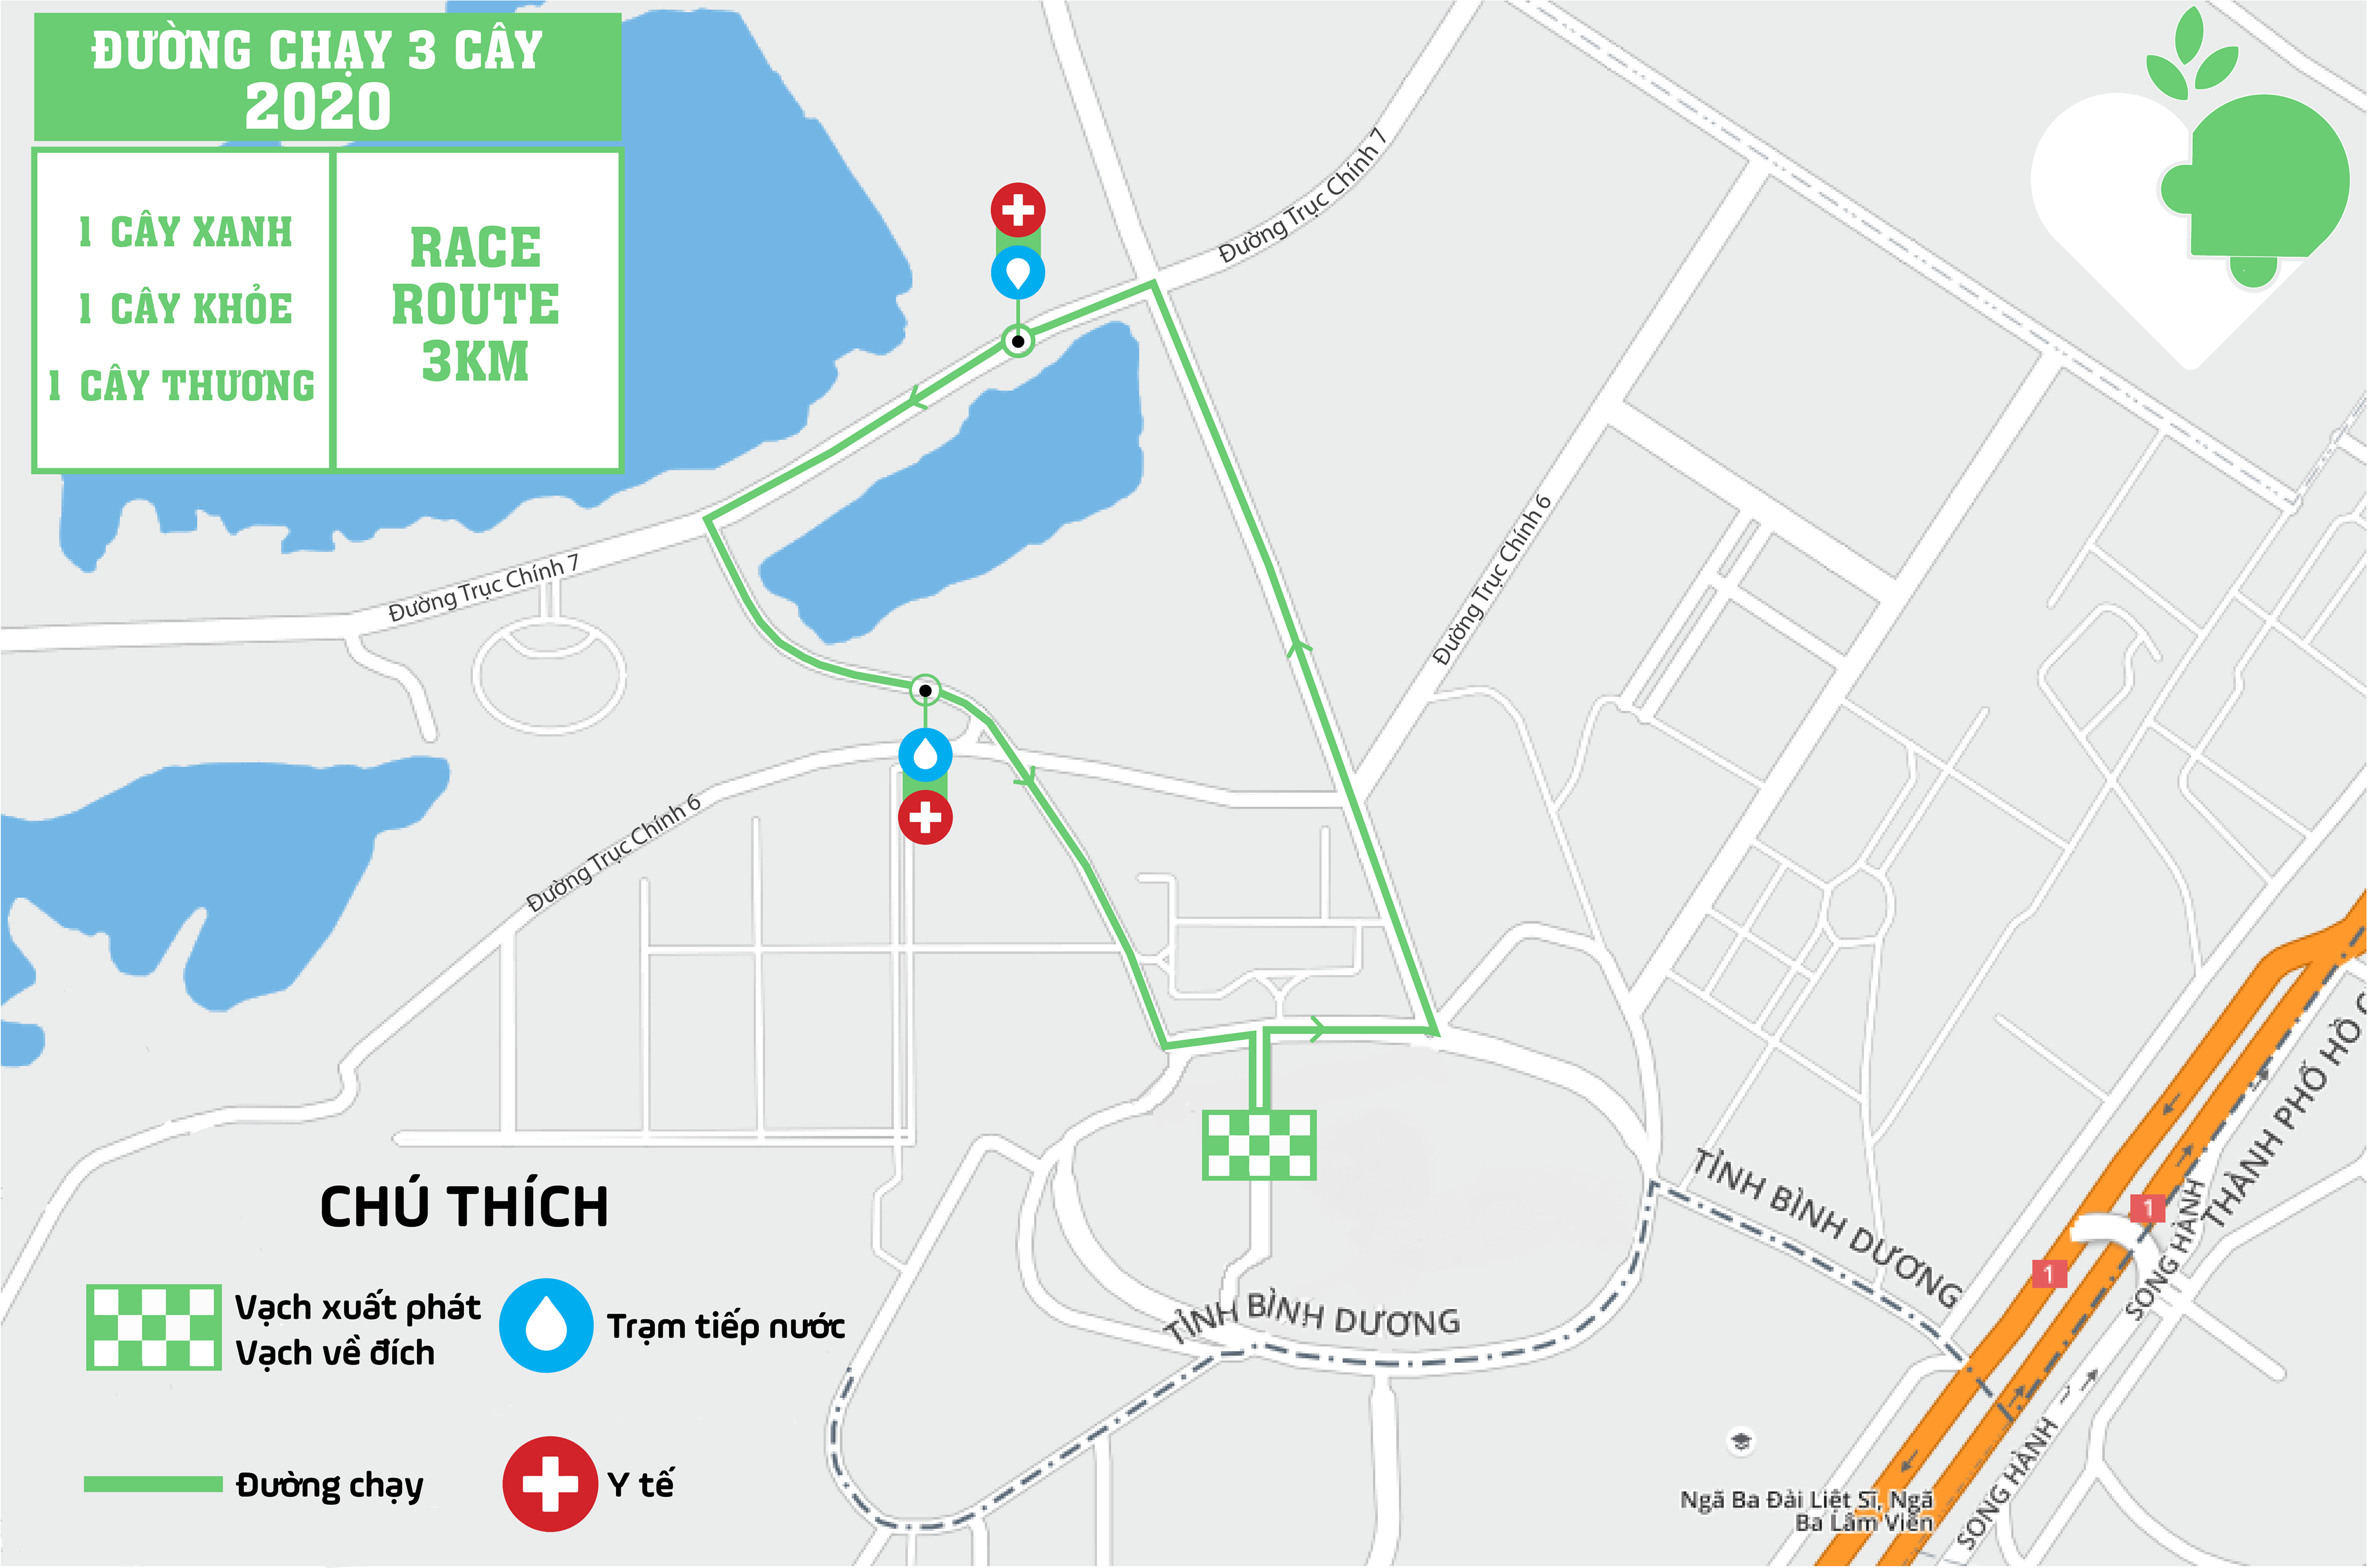 ĐƯỜNG CHẠY 3 CÂY
2020
1 CÂY XANH
1 CÂY KHỎE
1 CÂY THƯƠNG
RACE
ROUTE
3KM
Đường Trục Chính 7
Đường Trục Chính 7
Đường Trục Chính 6
Đường Trục Chính 6
TỈNH BÌNH DƯƠNG
TỈNH BÌNH DƯƠNG
THÀNH PHỐ HỒ
1
1
SONG HÀNH
SONG HÀNH
Ngã Ba Đài Liệt Sĩ, Ngã
Ba Lâm Viên
CHÚ THÍCH
Vạch xuất phát
Vạch về đích
Trạm tiếp nước
Đường chạy
Y tế